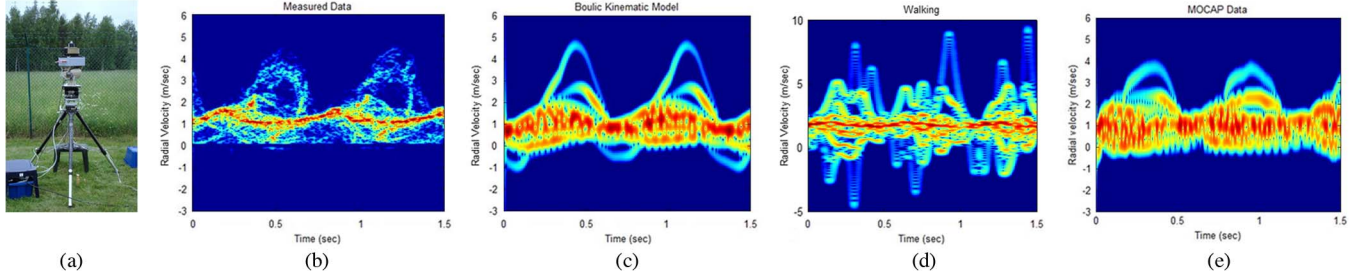 Measured Data
Radial Velocity (m/sec)
6
5
4
3
2
1
0
-1
-2
-3
0
0.5
1
1.5
Time (sec)
Boulic Kinematic Model
Radial Velocity (m/sec)
6
5
4
3
2
1
0
-1
-2
-3
0
0.5
1
1.5
Time (sec)
Walking
Radial Velocity (m/sec)
10
5
0
-5
0
0.5
1
1.5
Time (sec)
MOCAP Data
Radial velocity (m/sec)
6
5
4
3
2
1
0
-1
-2
-3
0
0.5
1
1.5
Time (sec)
(a)
(b)
(c)
(d)
(e)